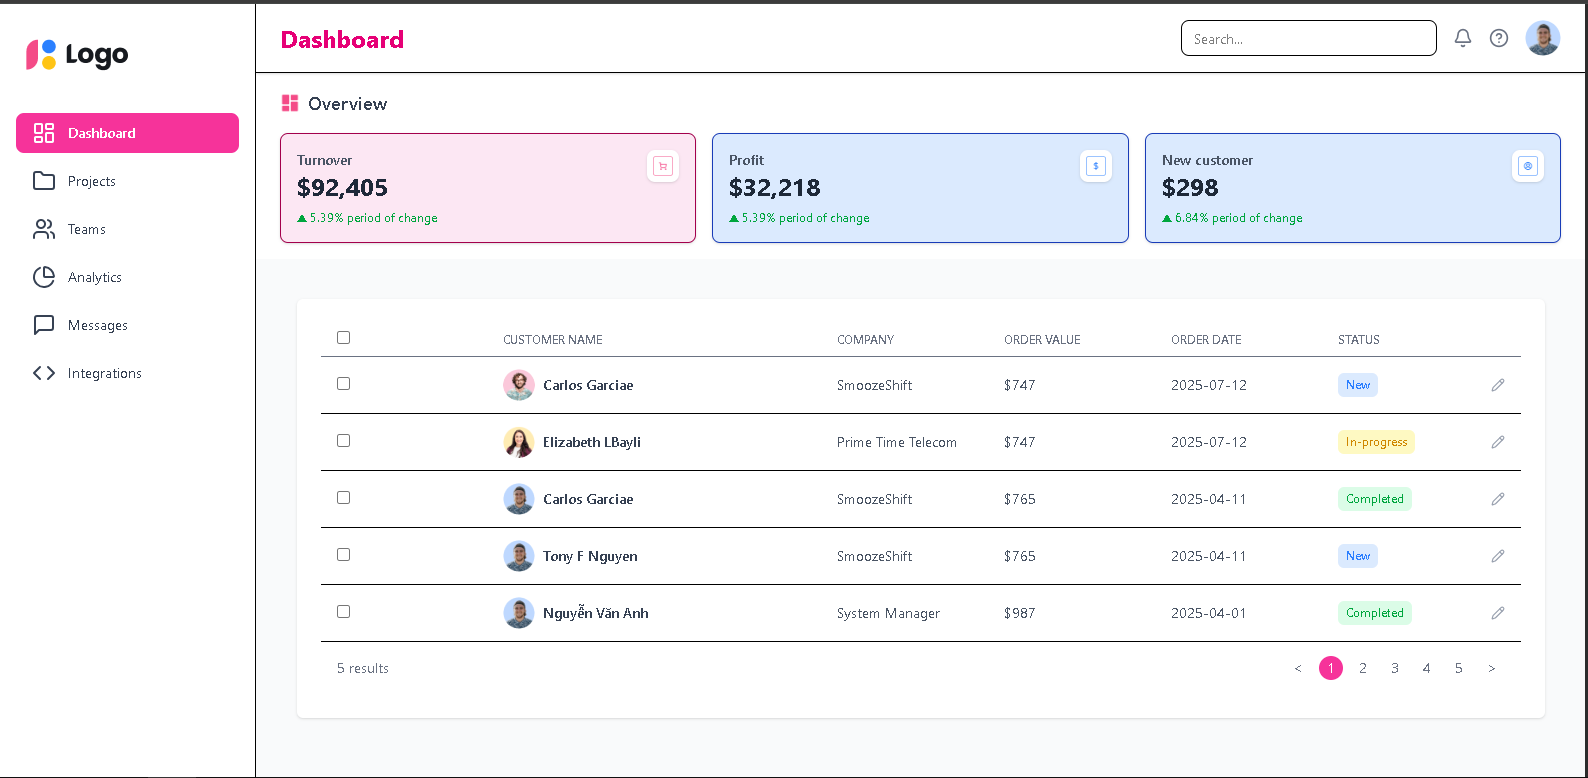 Logo
Dashboard
Search...
Dashboard
Projects
Teams
Analytics
Messages
Integrations
Overview
Turnover
$92,405
▲ 5.39% period of change
$
Profit
$32,218
▲ 5.39% period of change
New customer
$298
▲ 6.84% period of change
CUSTOMER NAME COMPANY ORDER VALUE ORDER DATE STATUS
Carlos Garciae SmoozeShift $747 2025-07-12 New
Elizabeth LBayli Prime Time Telecom $747 2025-07-12 In-progress
Carlos Garciae SmoozeShift $765 2025-04-11 Completed
Tony F Nguyen SmoozeShift $765 2025-04-11 New
Nguyễn Văn Anh System Manager $987 2025-04-01 Completed
5 results < 1 2 3 4 5 >